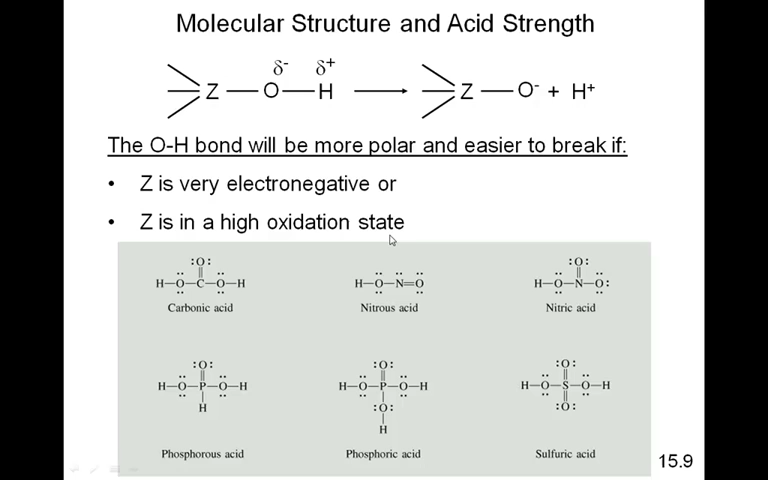 Molecular Structure and Acid Strength
δ- δ+
Z O H Z O- + H+
The O-H bond will be more polar and easier to break if:
• Z is very electronegative or
• Z is in a high oxidation state
:O: :O:
H—O—C—O—H H—O—N=O H—O—N—O:
Carbonic acid Nitrous acid Nitric acid
:O: :O: :O:
H—O—P—O—H H—O—P—O—H H—O—S—O—H
H :O: :O:
H
Phosphorous acid Phosphoric acid Sulfuric acid
15.9